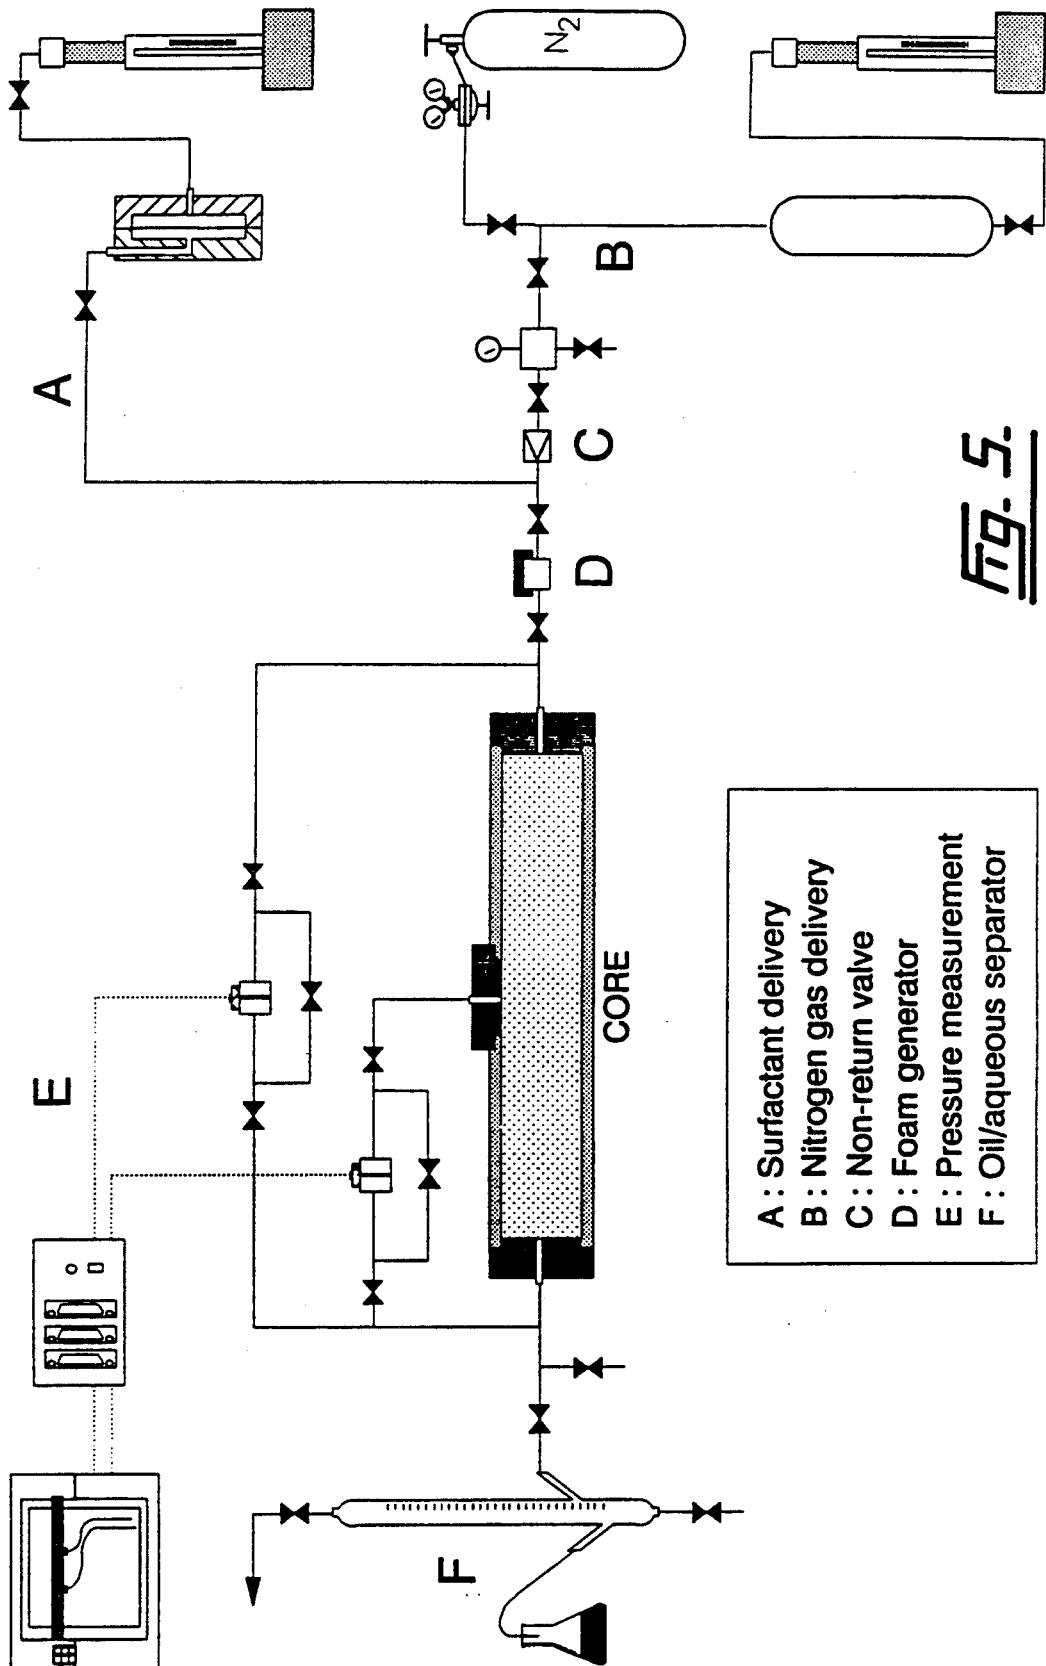 A
N2
B
C
D
E
CORE
F
A : Surfactant delivery
B : Nitrogen gas delivery
C : Non-return valve
D : Foam generator
E : Pressure measurement
F : Oil/aqueous separator
Fig. 5.